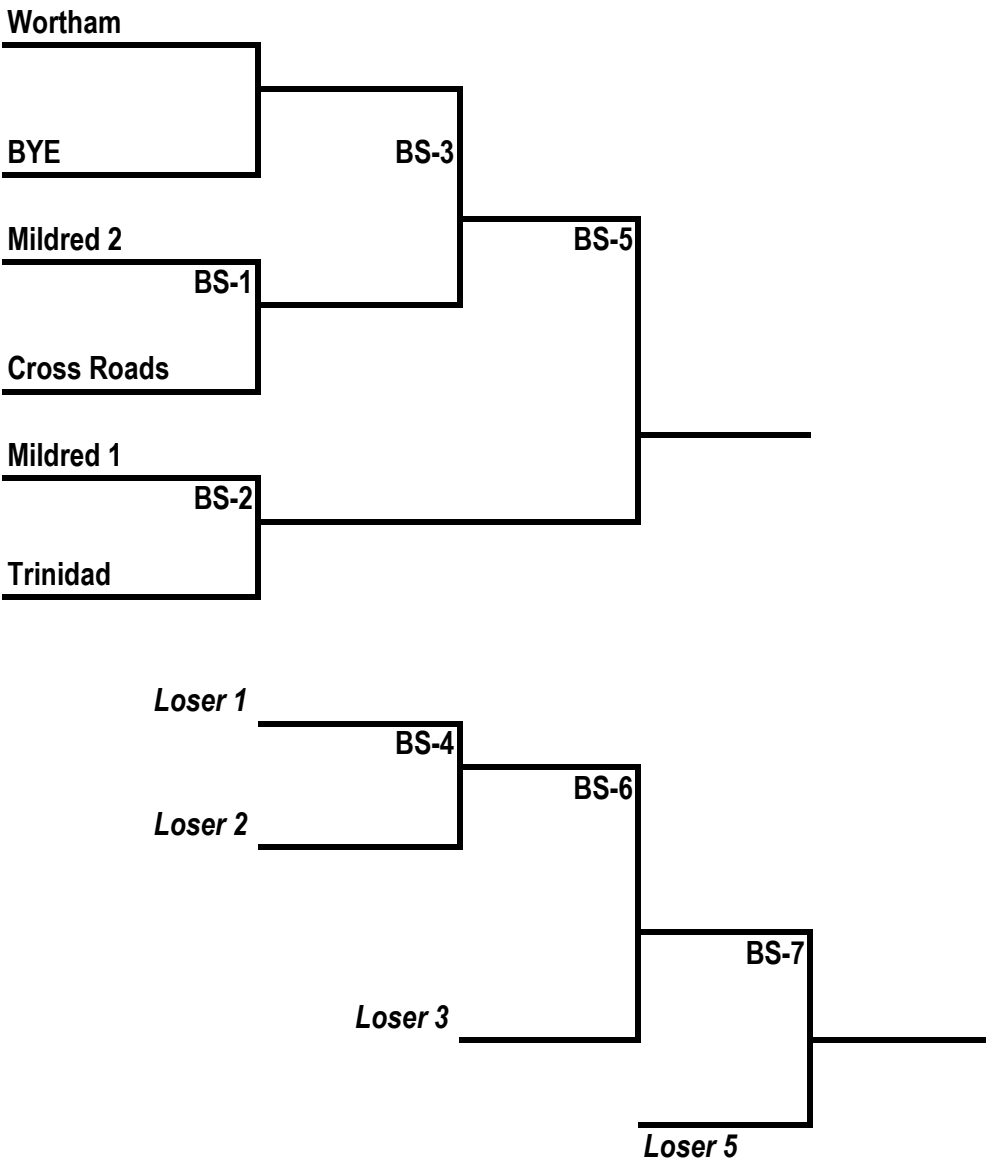 Wortham
BYE
BS-3
Mildred 2
BS-5
BS-1
Cross Roads
Mildred 1
BS-2
Trinidad
Loser 1
BS-4
BS-6
Loser 2
BS-7
Loser 3
Loser 5